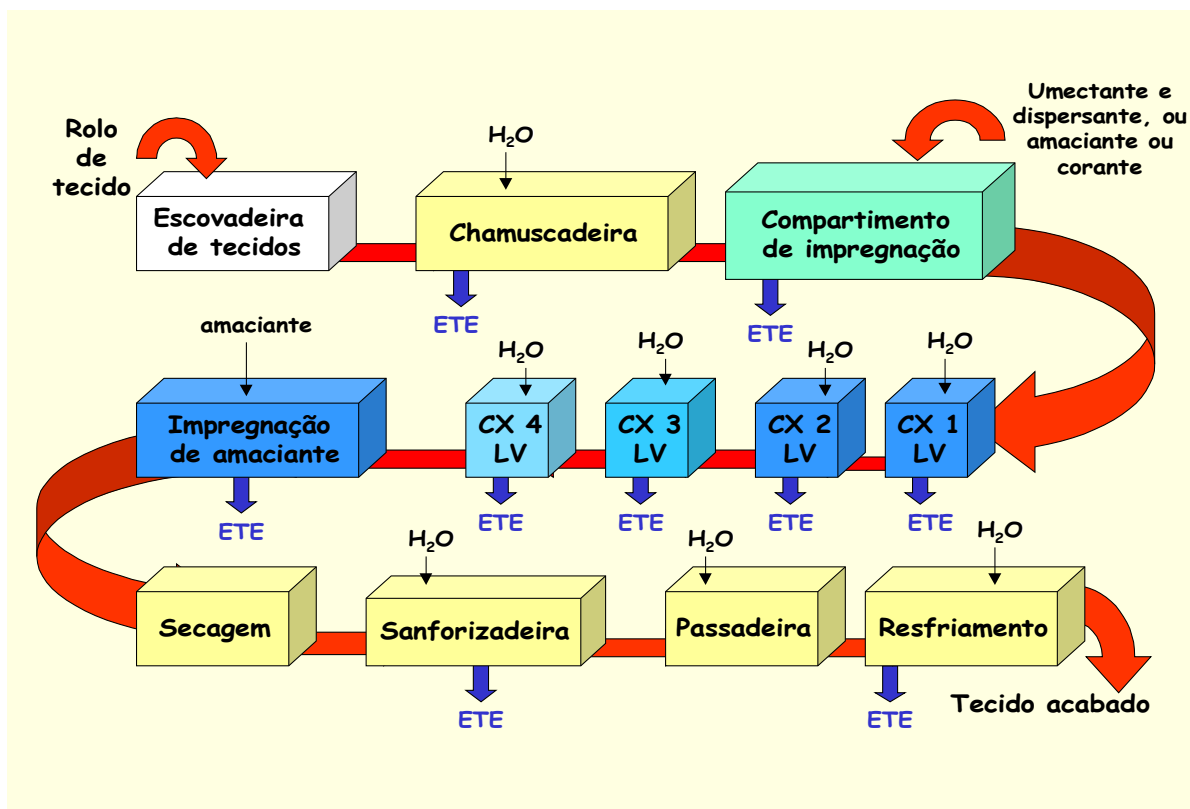 Rolo
de
tecido
H₂O
Umectante e
dispersante, ou
amaciante ou
corante
Escovadeira
de tecidos
Chamuscadeira
Compartimento
de impregnação
ETE
ETE
amaciante
H₂O
H₂O
H₂O
H₂O
Impregnação
de amaciante
CX 4
LV
CX 3
LV
CX 2
LV
CX 1
LV
ETE
ETE
ETE
ETE
ETE
H₂O
H₂O
H₂O
Secagem
Sanforizadeira
Passadeira
Resfriamento
ETE
ETE
Tecido acabado